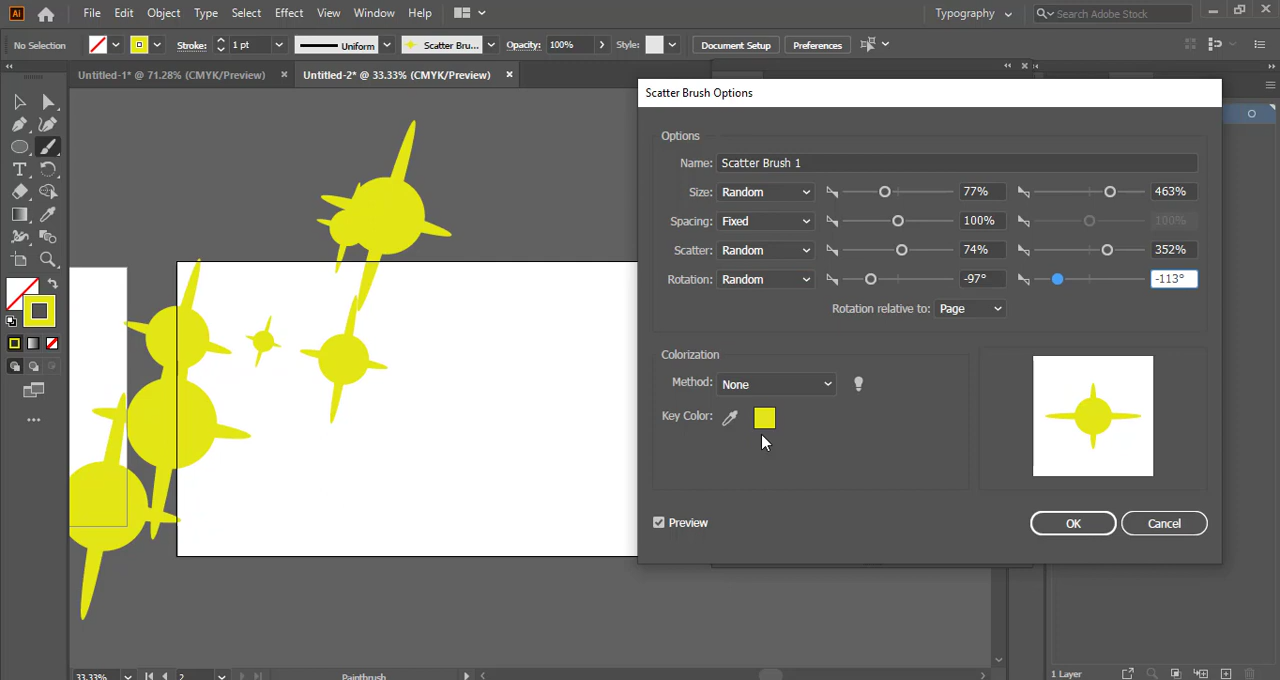 Ai File Edit Object Type Select Effect View Window Help Typography Search Adobe Stock
No Selection Stroke: 1 pt Uniform Scatter Bru... Opacity: 100% Style: Document Setup Preferences
Untitled-1* @ 71.28% (CMYK/Preview) Untitled-2* @ 33.33% (CMYK/Preview)
Scatter Brush Options
Options
Name: Scatter Brush 1
Size: Random 77% 463%
Spacing: Fixed 100% 100%
Scatter: Random 74% 352%
Rotation: Random -97° -113°
Rotation relative to: Page
Colorization
Method: None
Key Color:
Preview OK Cancel
33.33% 2 Paintbrush 1 Layer